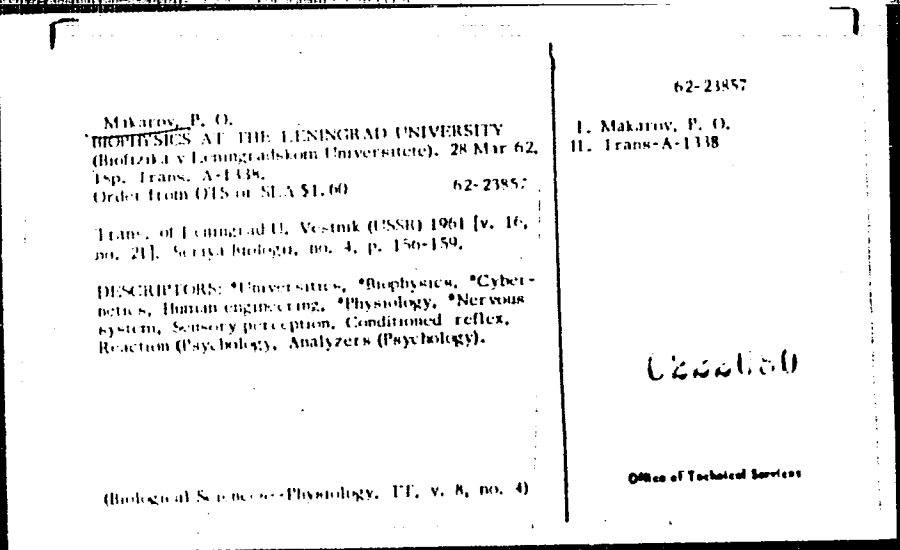 Makarov, P. O.
BIOPHYSICS AT THE LENINGRAD UNIVERSITY
(Biofizika v Leningradskom Universitete). 28 Mar 62,
Trans. A-1338.
Order from OTS or SLA $1.60 62-23857
Trans. of Leningrad U. Vestnik (USSR) 1961 [v. 16,
no. 21]. Seriya Biologii, no. 4, p. 156-159.
DESCRIPTORS: *Universities, *Biophysics, *Cyber-
netics, Human engineering, *Physiology, *Nervous
system, Sensory perception, Conditioned reflex,
Reaction (Psychology, Analyzers (Psychology).
(Biological Sciences--Physiology, TT, v. 8, no. 4)
62-23857
I. Makarov, P. O.
II. Trans-A-1338
Office of Technical Services